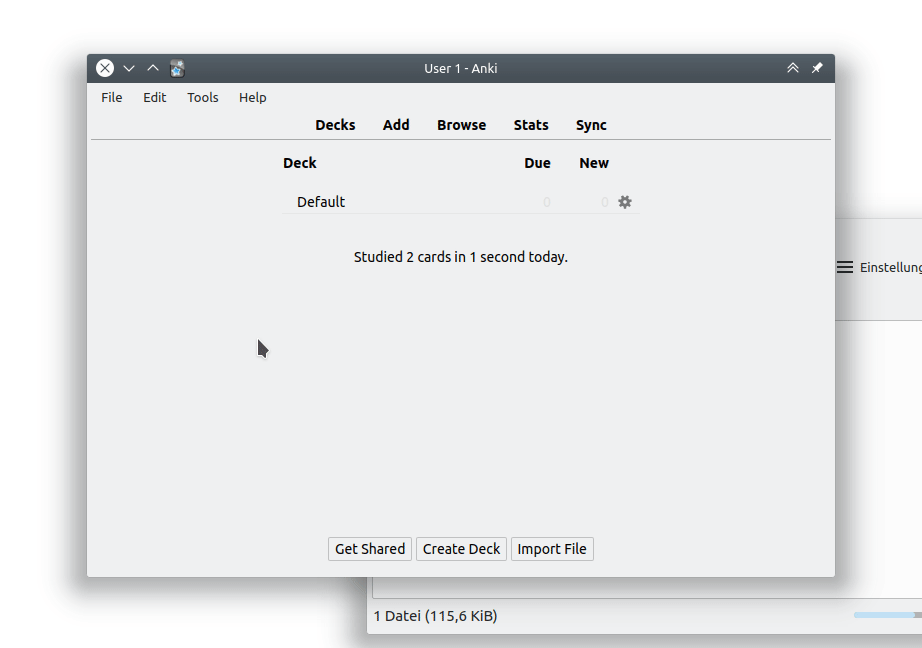 User 1 - Anki
File Edit Tools Help
Decks Add Browse Stats Sync
Deck Due New
Default 0 0
Studied 2 cards in 1 second today.
Get Shared Create Deck Import File
1 Datei (115,6 KiB)